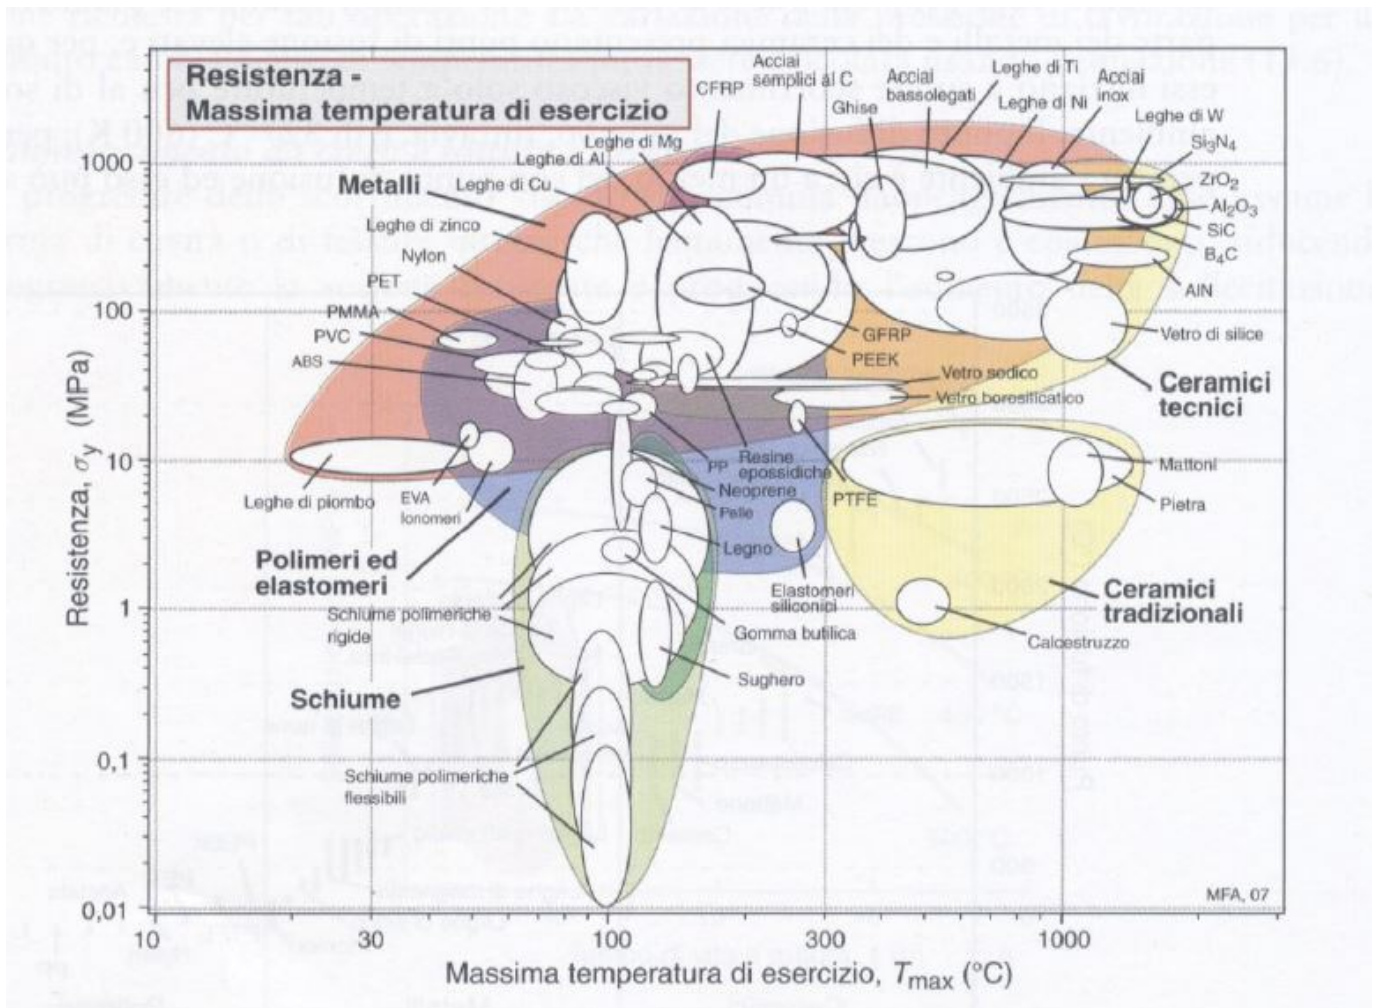 Resistenza -
Massima temperatura di esercizio
CFRP
Acciai
semplici al C
Ghise
Acciai
bassolegati
Leghe di Ti
Leghe di Ni
Acciai
inox
Leghe di W
Si₃N₄
ZrO₂
Al₂O₃
SiC
B₄C
AlN
Vetro di silice
Ceramici
tecnici
Leghe di Mg
Leghe di Al
Metalli
Leghe di Cu
Leghe di zinco
Nylon
PET
PMMA
PVC
ABS
GFRP
PEEK
Vetro sodico
Vetro borosilicatico
Leghe di piombo
EVA
Ionomeri
PP
Resine
epossidiche
Neoprene
PTFE
Pelle
Legno
Mattoni
Pietra
Polimeri ed
elastomeri
Schiume polimeriche
rigide
Elastomeri
siliconici
Gomma butilica
Sughero
Ceramici
tradizionali
Calcestruzzo
Schiume
Schiume polimeriche
flessibili
MFA, 07
Resistenza, σy (MPa)
1000
100
10
1
0.1
0,01
10
30
100
300
1000
Massima temperatura di esercizio, Tmax (°C)